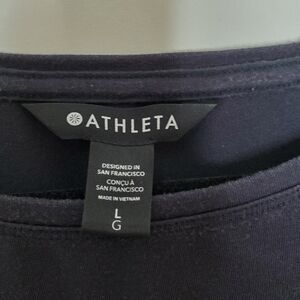 ATHLETA
DESIGNED IN
SAN FRANCISCO
CONÇU À
SAN FRANCISCO
MADE IN VIETNAM
L
G